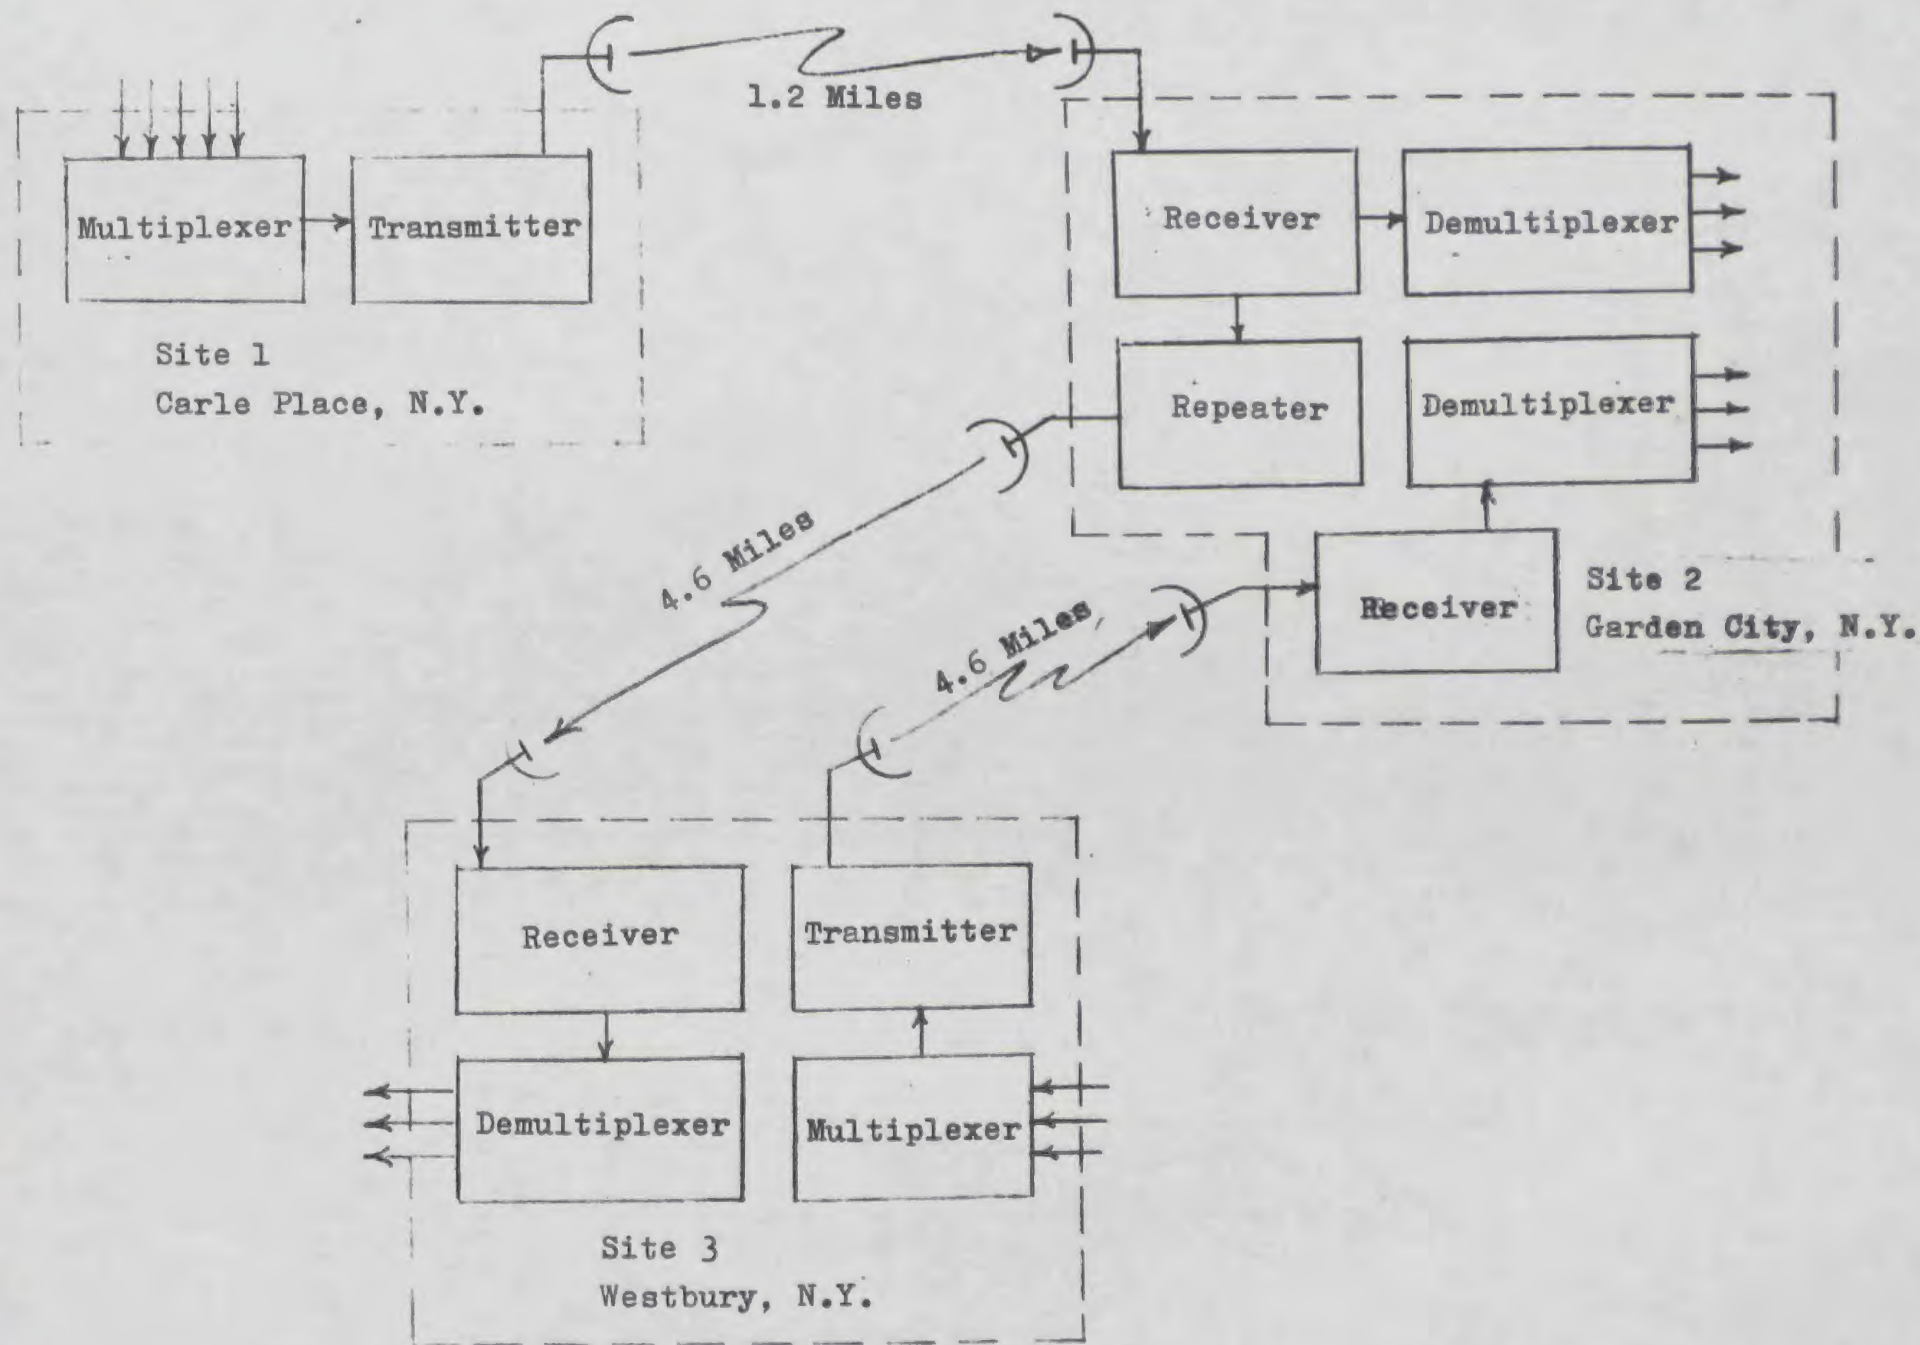 1.2 Miles
Multiplexer
Transmitter
Site 1
Carle Place, N.Y.
Receiver
Demultiplexer
Repeater
Demultiplexer
4.6 Miles
4.6 Miles
Receiver
Site 2
Garden City, N.Y.
Receiver
Transmitter
Demultiplexer
Multiplexer
Site 3
Westbury, N.Y.